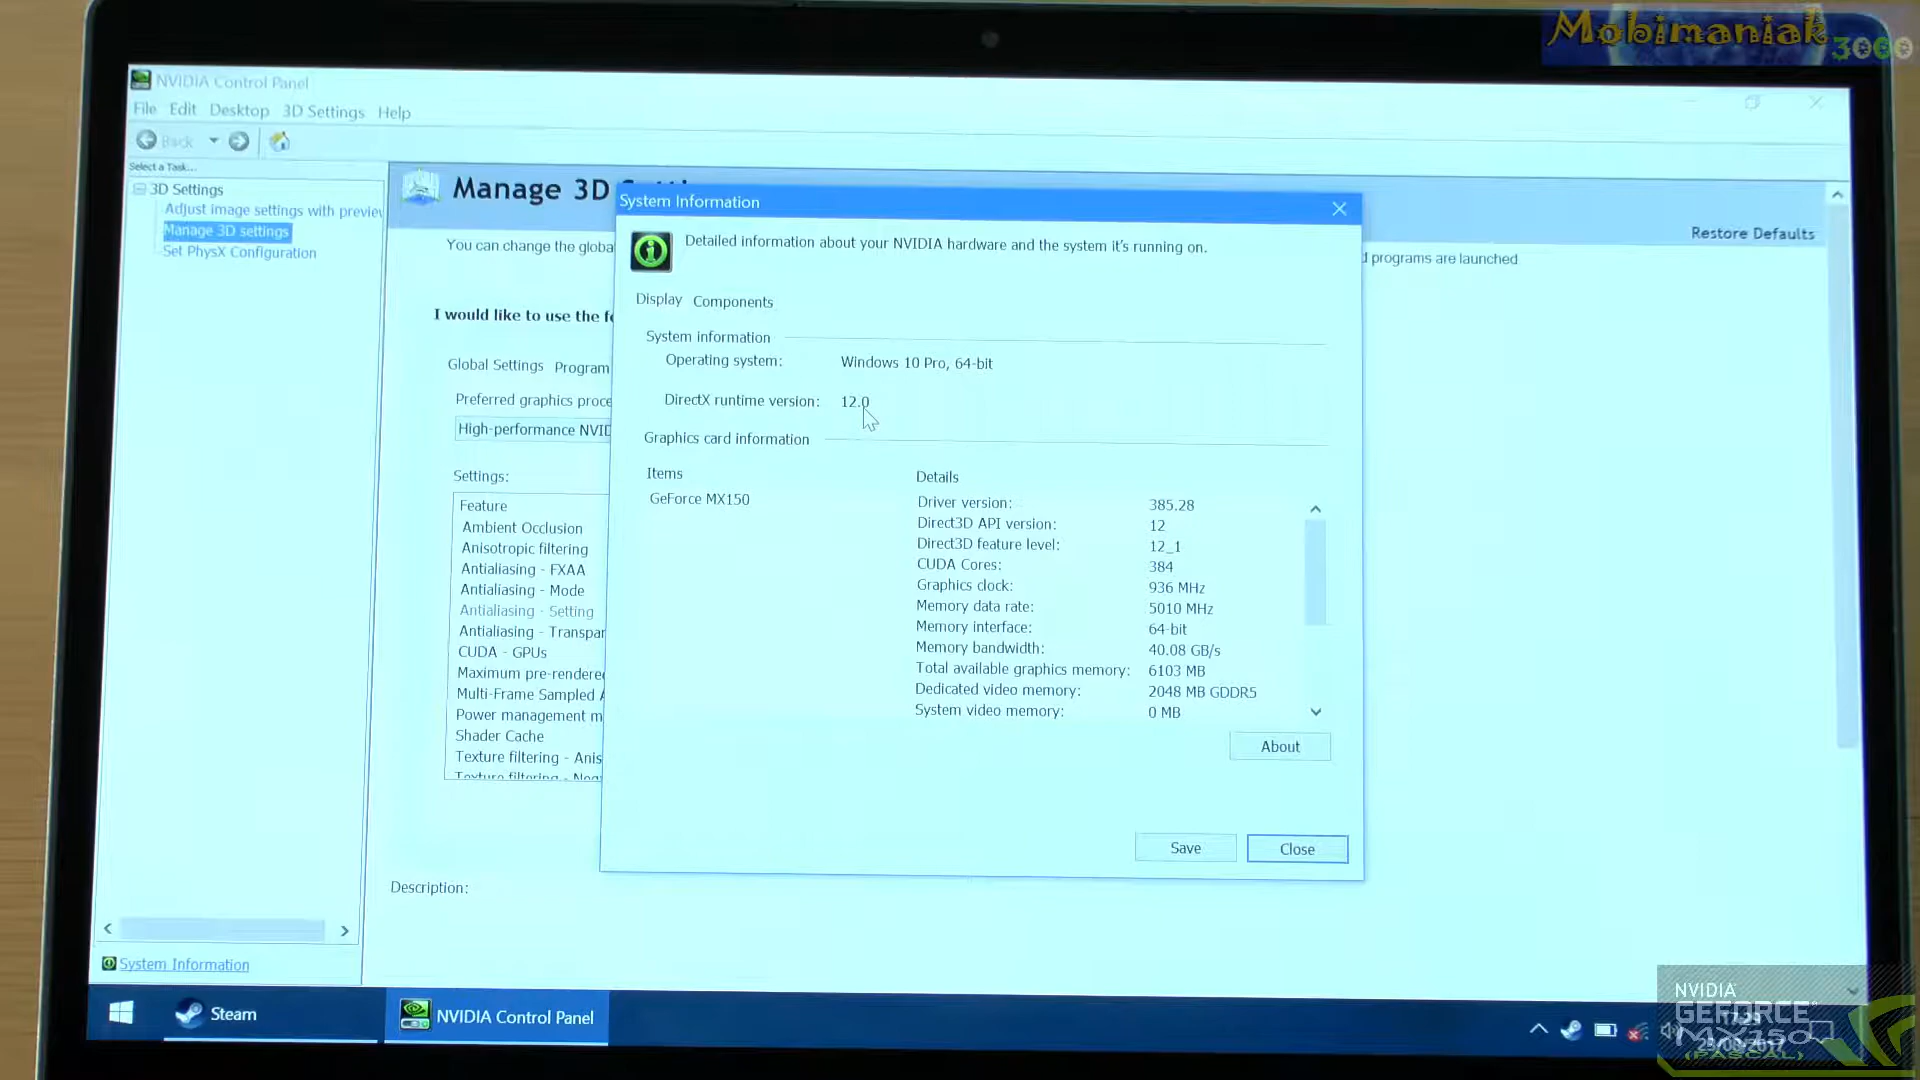 Mobimaniak 3000
NVIDIA Control Panel
File Edit Desktop 3D Settings Help
Back
Select a Task...
3D Settings
Adjust image settings with preview
Manage 3D settings
Set PhysX Configuration
Manage 3D
Restore Defaults
You can change the globa
d programs are launched
I would like to use the f
Global Settings Program
Preferred graphics proce
High-performance NVID
Settings:
Feature
Ambient Occlusion
Anisotropic filtering
Antialiasing - FXAA
Antialiasing - Mode
Antialiasing - Setting
Antialiasing - Transpar
CUDA - GPUs
Maximum pre-rendere
Multi-Frame Sampled A
Power management m
Shader Cache
Texture filtering - Anis
Texture filtering - Neg
Description:
System Information
System Information
Detailed information about your NVIDIA hardware and the system it's running on.
Display Components
System information
Operating system: Windows 10 Pro, 64-bit
DirectX runtime version: 12.0
Graphics card information
Items Details
GeForce MX150
Driver version: 385.28
Direct3D API version: 12
Direct3D feature level: 12_1
CUDA Cores: 384
Graphics clock: 936 MHz
Memory data rate: 5010 MHz
Memory interface: 64-bit
Memory bandwidth: 40.08 GB/s
Total available graphics memory: 6103 MB
Dedicated video memory: 2048 MB GDDR5
System video memory: 0 MB
About
Save Close
Steam
NVIDIA Control Panel
NVIDIA
GEFORCE
MX150
(PASCAL)
17:29